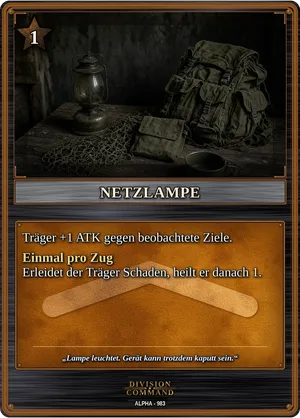 1
NETZLAMPE
Träger +1 ATK gegen beobachtete Ziele.
Einmal pro Zug
Erleidet der Träger Schaden, heilt er danach 1.
„Lampe leuchtet. Gerät kann trotzdem kaputt sein.“
DIVISION
COMMAND
ALPHA - 983